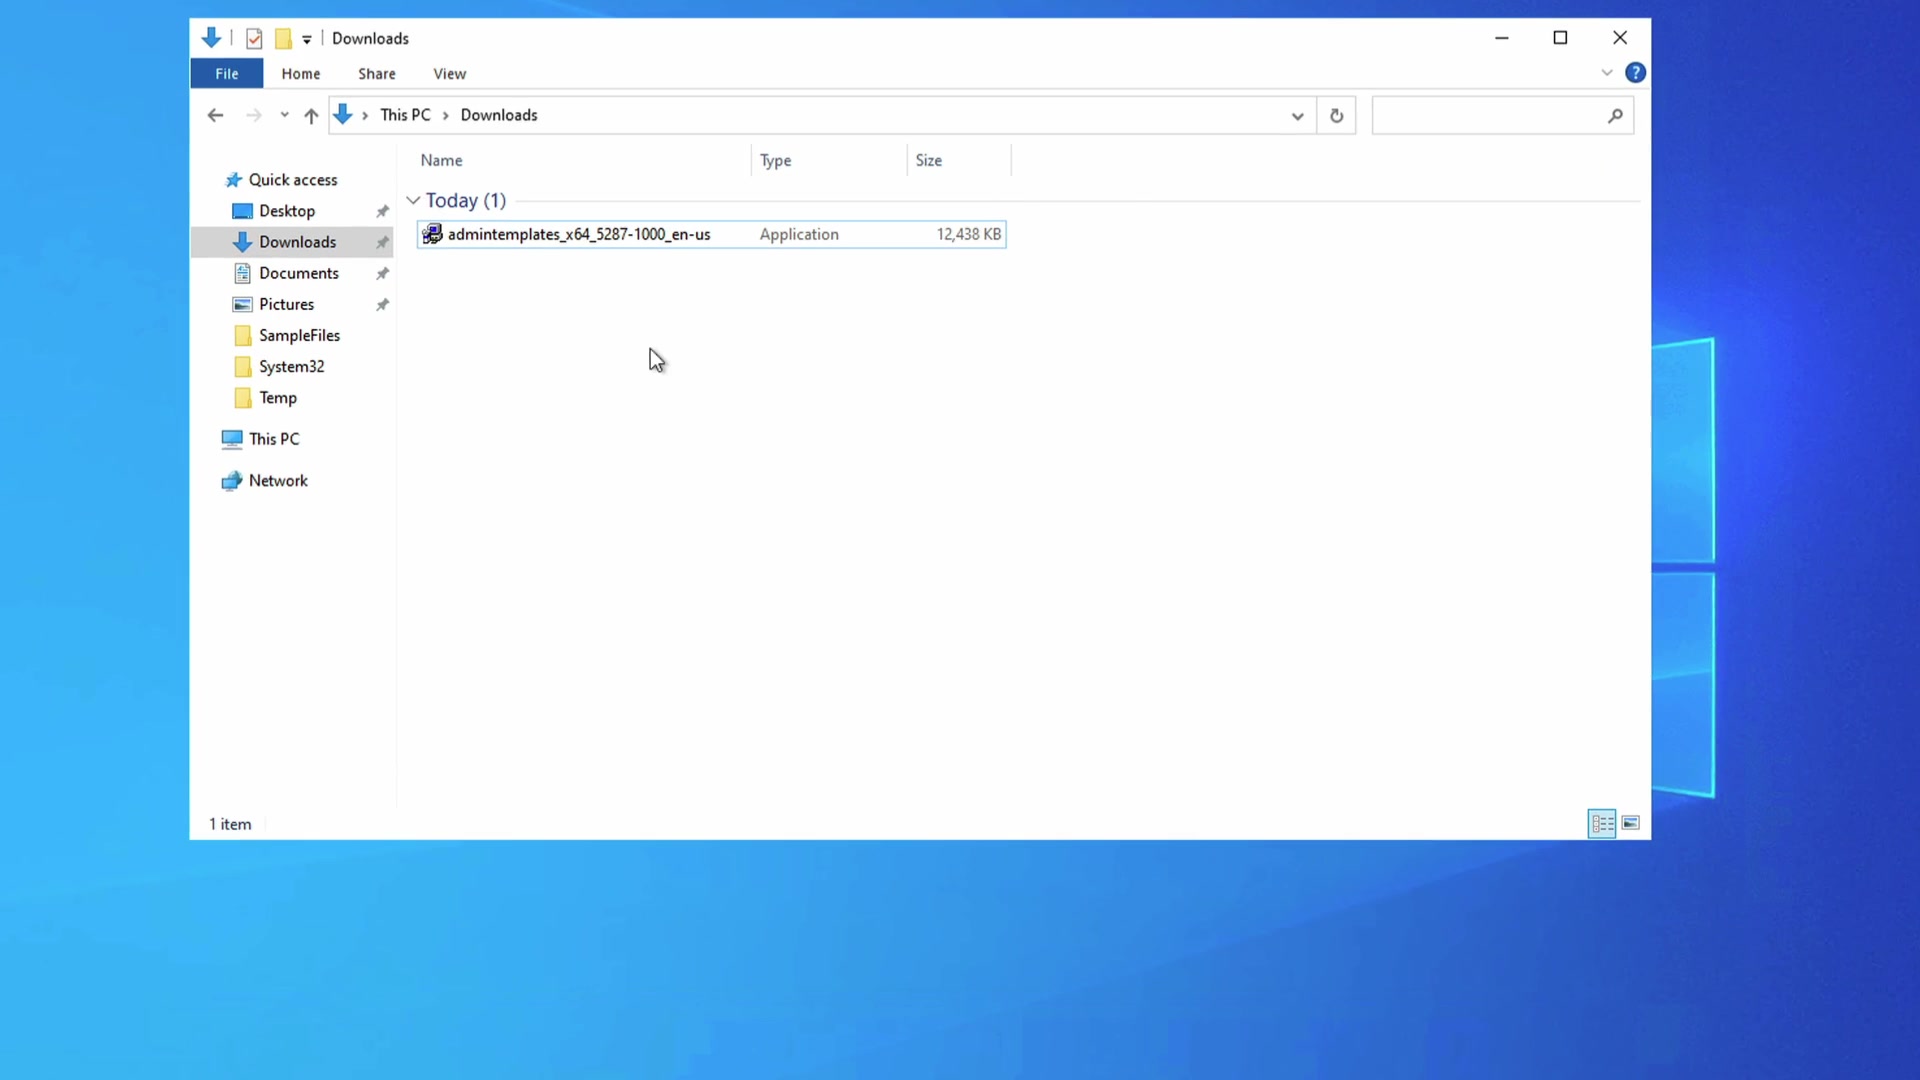 Downloads
File Home Share View ?
This PC > Downloads
Name Type Size
Quick access
Today (1)
Desktop
admintemplates_x64_5287-1000_en-us Application 12,438 KB
Downloads
Documents
Pictures
SampleFiles
System32
Temp
This PC
Network
1 item